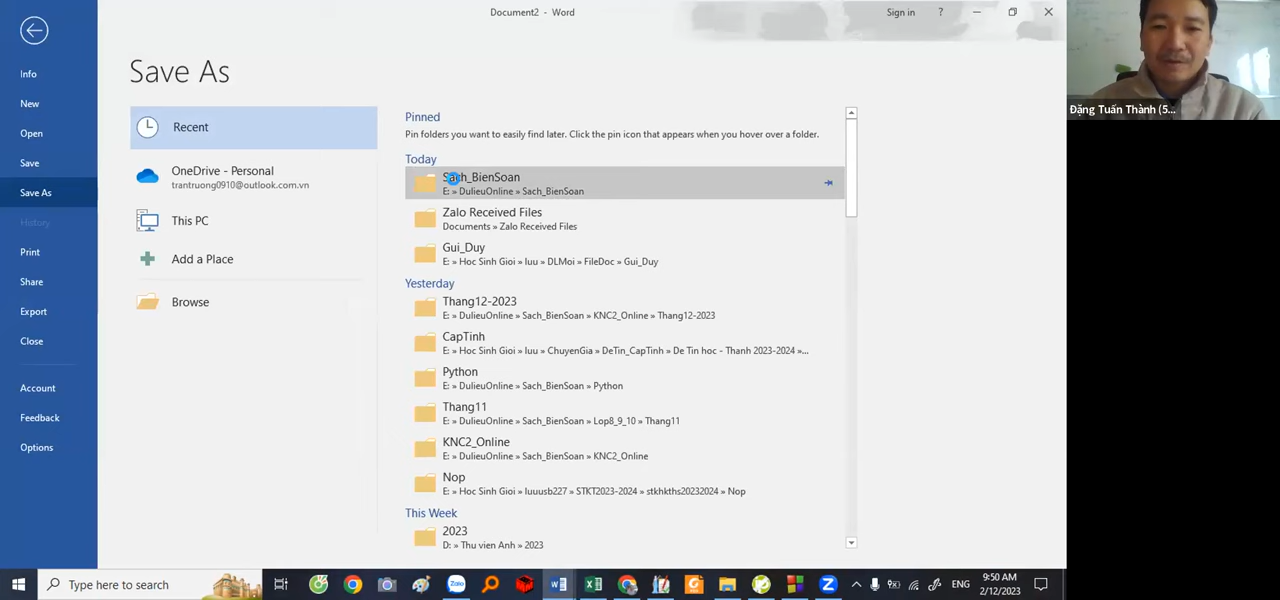 Document2 - Word
Sign in
?
Save As
Info
New
Open
Save
Save As
History
Print
Share
Export
Close
Account
Feedback
Options
Recent
OneDrive - Personal
trantruong0910@outlook.com.vn
This PC
Add a Place
Browse
Pinned
Pin folders you want to easily find later. Click the pin icon that appears when you hover over a folder.
Today
Sach_BienSoan
E: » DulieuOnline » Sach_BienSoan
Zalo Received Files
Documents » Zalo Received Files
Gui_Duy
E: » Hoc Sinh Gioi » luu » DLMoi » FileDoc » Gui_Duy
Yesterday
Thang12-2023
E: » DulieuOnline » Sach_BienSoan » KNC2_Online » Thang12-2023
CapTinh
E: » Hoc Sinh Gioi » luu » ChuyenGia » DeTin_CapTinh » De Tin hoc - Thanh 2023-2024 »...
Python
E: » DulieuOnline » Sach_BienSoan » Python
Thang11
E: » DulieuOnline » Sach_BienSoan » Lop8_9_10 » Thang11
KNC2_Online
E: » DulieuOnline » Sach_BienSoan » KNC2_Online
Nop
E: » Hoc Sinh Gioi » luuusb227 » STKT2023-2024 » stkhkths20232024 » Nop
This Week
2023
D: » Thu vien Anh » 2023
Đặng Tuấn Thành (5...
Type here to search
Zalo
ENG
9:50 AM
2/12/2023